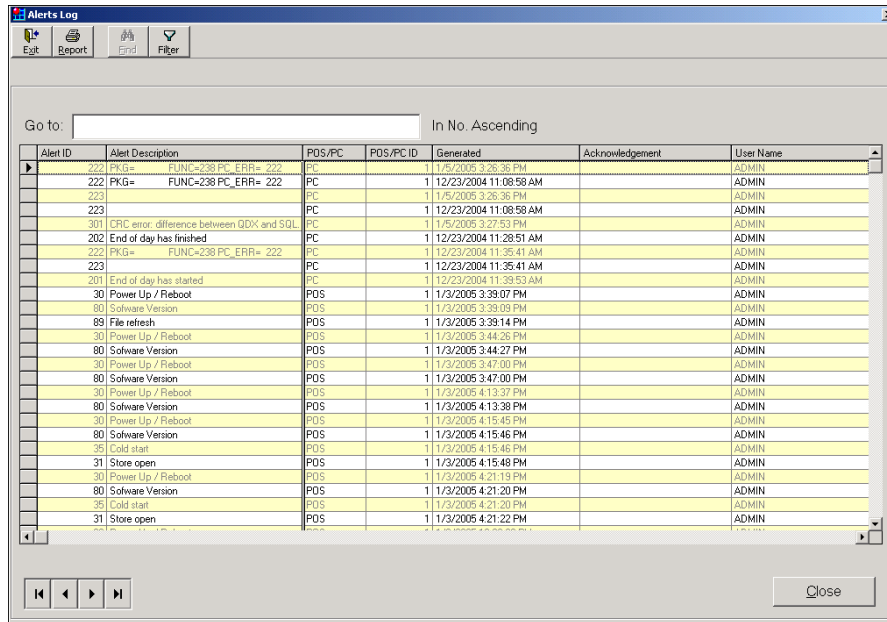 Alerts Log
Exit Report Find Filter
Go to: In No. Ascending
Alert ID Alert Description POS/PC POS/PC ID Generated Acknowledgement User Name
222 PKG= FUNC=238 PC_ERR= 222 PC 1 1/5/2005 3:26:36 PM ADMIN
222 PKG= FUNC=238 PC_ERR= 222 PC 1 12/23/2004 11:08:58 AM ADMIN
223 PC 1 1/5/2005 3:26:36 PM ADMIN
223 PC 1 12/23/2004 11:08:58 AM ADMIN
301 CRC error: difference between QDX and SQL. PC 1 1/5/2005 3:27:53 PM ADMIN
202 End of day has finished PC 1 12/23/2004 11:28:51 AM ADMIN
222 PKG= FUNC=238 PC_ERR= 222 PC 1 12/23/2004 11:35:41 AM ADMIN
223 PC 1 12/23/2004 11:35:41 AM ADMIN
201 End of day has started PC 1 12/23/2004 11:39:53 AM ADMIN
30 Power Up / Reboot POS 1 1/3/2005 3:39:07 PM ADMIN
80 Sofware Version POS 1 1/3/2005 3:39:09 PM ADMIN
89 File refresh POS 1 1/3/2005 3:39:14 PM ADMIN
30 Power Up / Reboot POS 1 1/3/2005 3:44:26 PM ADMIN
80 Sofware Version POS 1 1/3/2005 3:44:27 PM ADMIN
30 Power Up / Reboot POS 1 1/3/2005 3:47:00 PM ADMIN
80 Sofware Version POS 1 1/3/2005 3:47:00 PM ADMIN
30 Power Up / Reboot POS 1 1/3/2005 4:13:37 PM ADMIN
80 Sofware Version POS 1 1/3/2005 4:13:38 PM ADMIN
30 Power Up / Reboot POS 1 1/3/2005 4:15:45 PM ADMIN
80 Sofware Version POS 1 1/3/2005 4:15:46 PM ADMIN
35 Cold start POS 1 1/3/2005 4:15:46 PM ADMIN
31 Store open POS 1 1/3/2005 4:15:48 PM ADMIN
30 Power Up / Reboot POS 1 1/3/2005 4:21:19 PM ADMIN
80 Sofware Version POS 1 1/3/2005 4:21:20 PM ADMIN
35 Cold start POS 1 1/3/2005 4:21:20 PM ADMIN
31 Store open POS 1 1/3/2005 4:21:22 PM ADMIN
Close